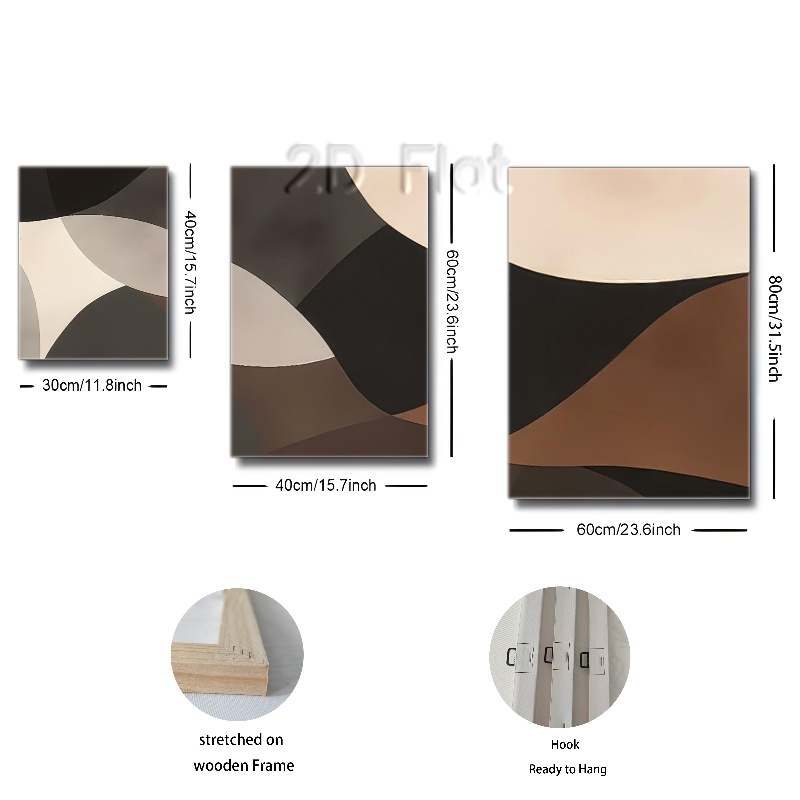 2D Flat
40cm/15.7inch
30cm/11.8inch
60cm/23.6inch
40cm/15.7inch
80cm/31.5inch
60cm/23.6inch
stretched on
wooden Frame
Hook
Ready to Hang